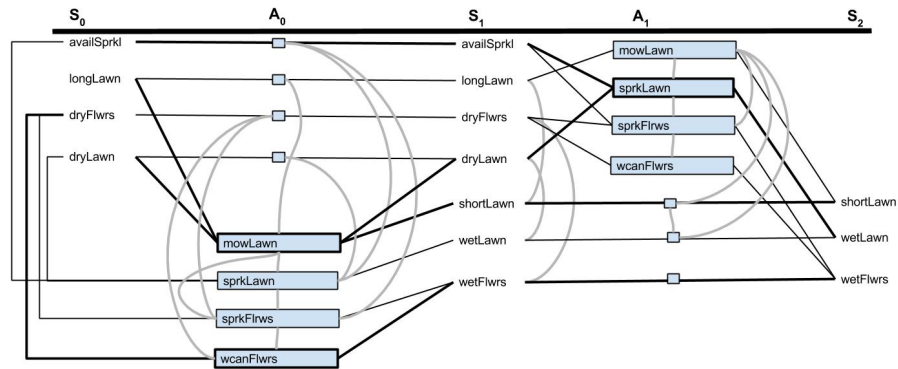 S0 A0 S1 A1 S2
availSprkl
longLawn
dryFlwrs
dryLawn
mowLawn
sprkLawn
sprkFlrws
wcanFlwrs
availSprkl
longLawn
dryFlwrs
dryLawn
shortLawn
wetLawn
wetFlwrs
mowLawn
sprkLawn
sprkFlrws
wcanFlwrs
shortLawn
wetLawn
wetFlwrs